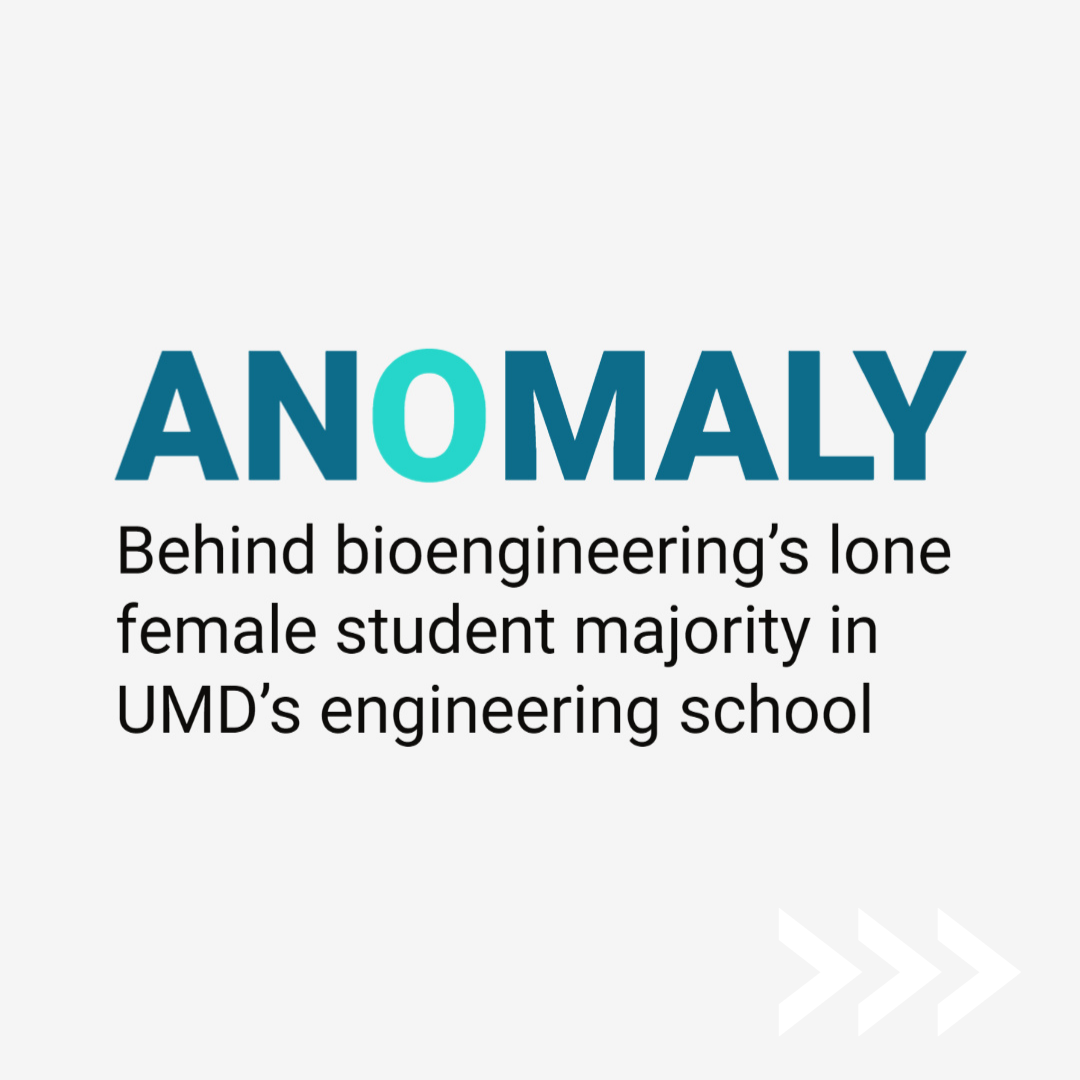 ANOMALY
Behind bioengineering’s lone
female student majority in
UMD’s engineering school